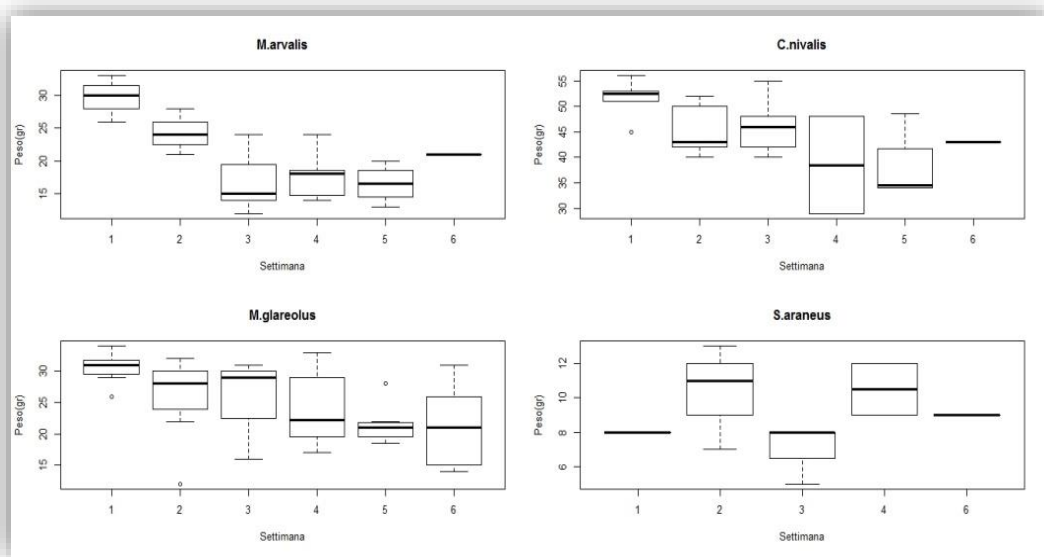 M.arvalis
Peso(gr)
30
25
20
15
1 2 3 4 5 6
Settimana
C.nivalis
Peso(gr)
55
50
45
40
35
30
1 2 3 4 5 6
Settimana
M.glareolus
Peso(gr)
30
25
20
15
1 2 3 4 5 6
Settimana
S.araneus
Peso(gr)
12
10
8
6
1 2 3 4 6
Settimana